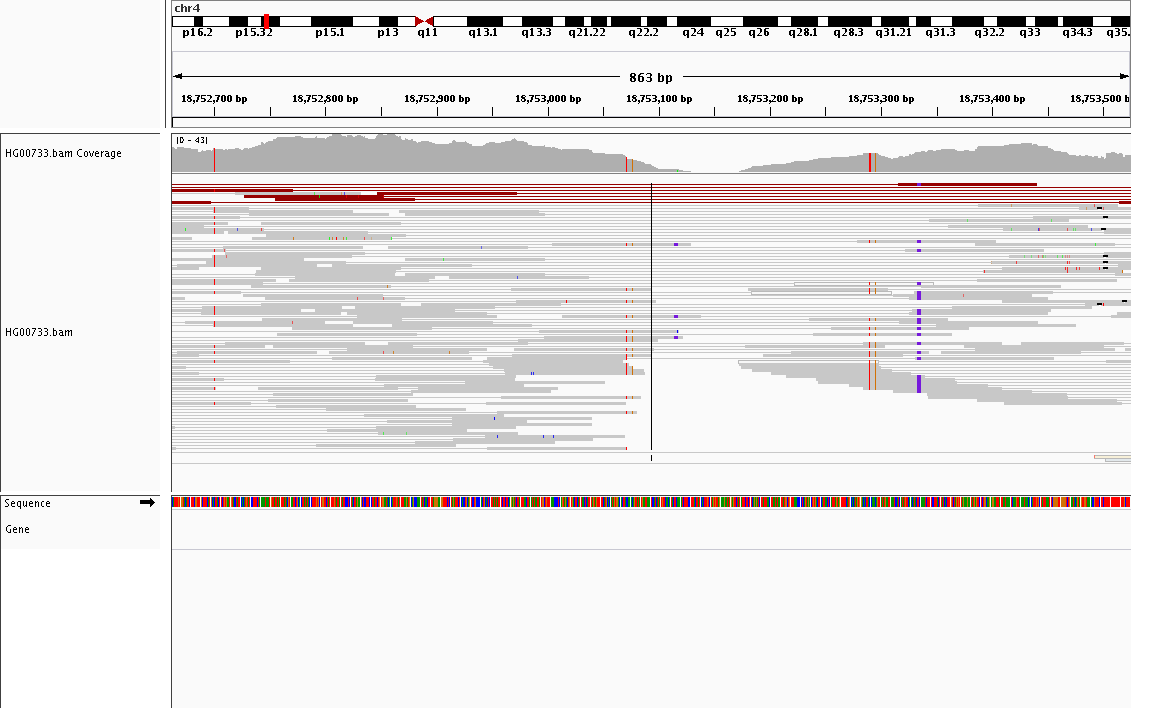 chr4
p16.2 p15.32 p15.1 p13 q11 q13.1 q13.3 q21.22 q22.2 q24 q25 q26 q28.1 q28.3 q31.21 q31.3 q32.2 q33 q34.3 q35.
863 bp
18,752,700 bp 18,752,800 bp 18,752,900 bp 18,753,000 bp 18,753,100 bp 18,753,200 bp 18,753,300 bp 18,753,400 bp 18,753,500 b
[0 - 43]
HG00733.bam Coverage
HG00733.bam
Sequence
Gene